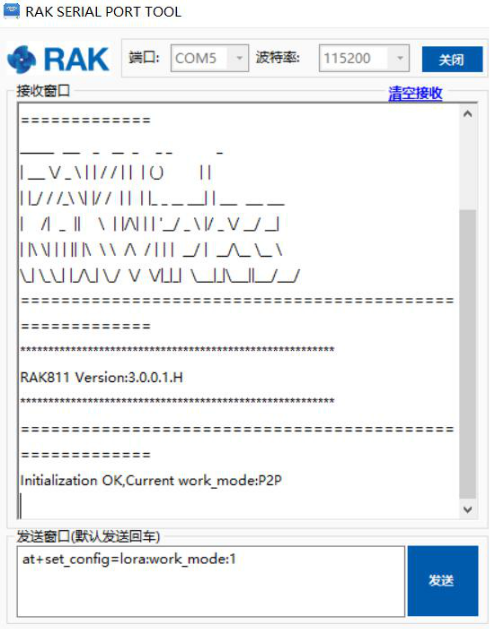 RAK SERIAL PORT TOOL
RAK
端口:
COM5
波特率:
115200
关闭
接收窗口
清空接收
=============
==========================================
=============
********************************************************
RAK811 Version:3.0.0.1.H
********************************************************
==========================================
=============
Initialization OK,Current work_mode:P2P
发送窗口(默认发送回车)
at+set_config=lora:work_mode:1
发送